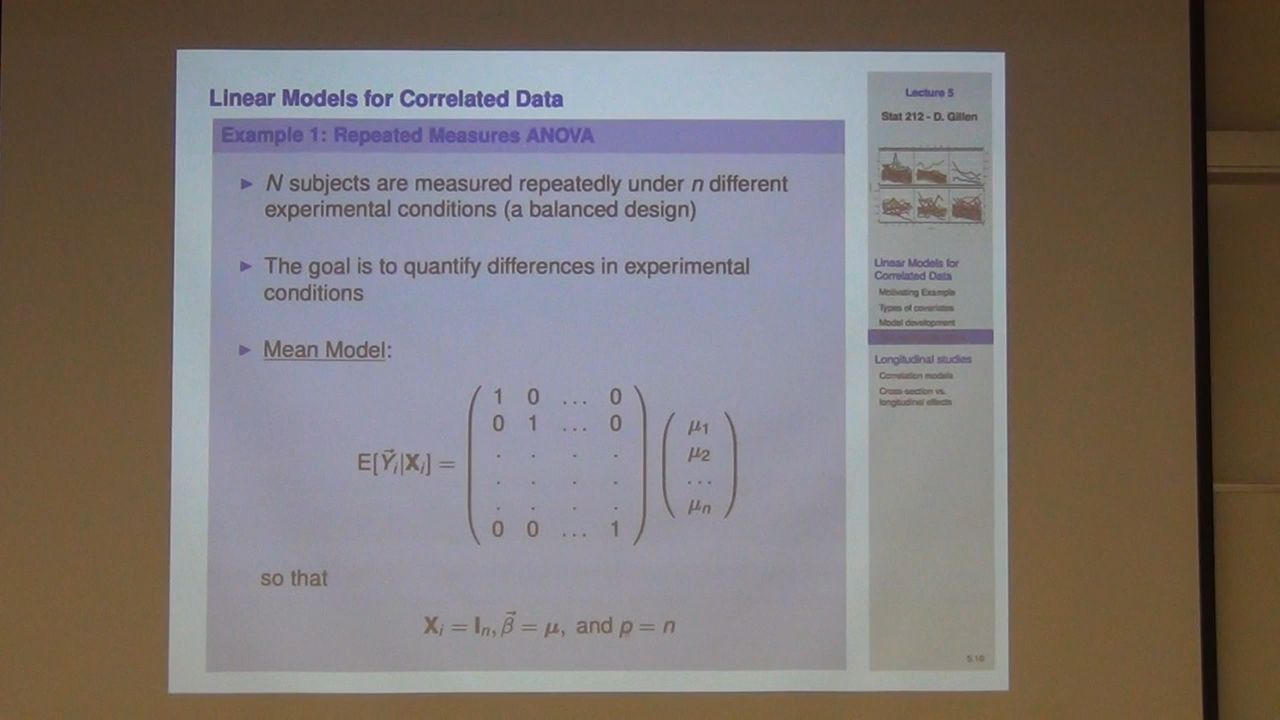 Linear Models for Correlated Data
Example 1: Repeated Measures ANOVA
► N subjects are measured repeatedly under n different
experimental conditions (a balanced design)
► The goal is to quantify differences in experimental
conditions
► Mean Model:
1 0 ... 0
0 1 ... 0
. . . .
. . . .
. . . .
0 0 ... 1
E[Y⃗ᵢ|Xᵢ] =
μ₁
μ₂
...
μₙ
so that
Xᵢ = Iₙ, β⃗ = μ, and p = n
Lecture 5
Stat 212 - D. Gillen
Linear Models for
Correlated Data
Motivating Example
Types of covariates
Model development
Longitudinal studies
Correlation models
Cross-section vs.
longitudinal effects